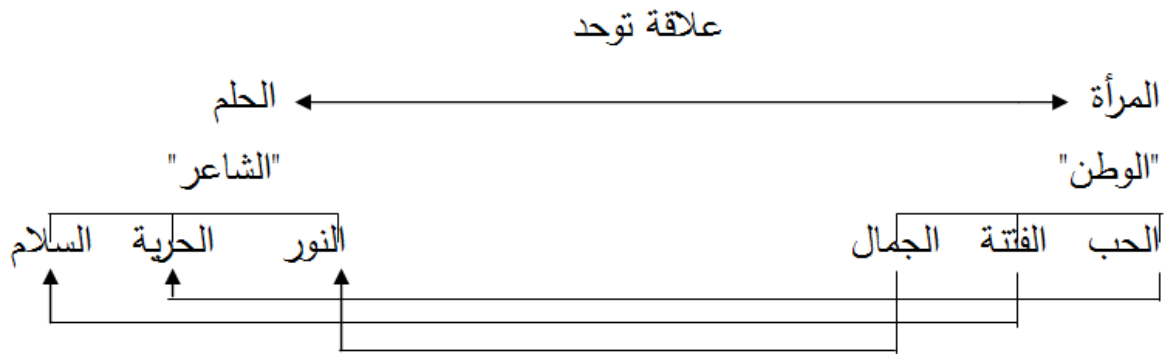 علاقة توحد
المرأة الحلم
"الوطن" "الشاعر"
الحب الفتنة الجمال النور الحرية السلام